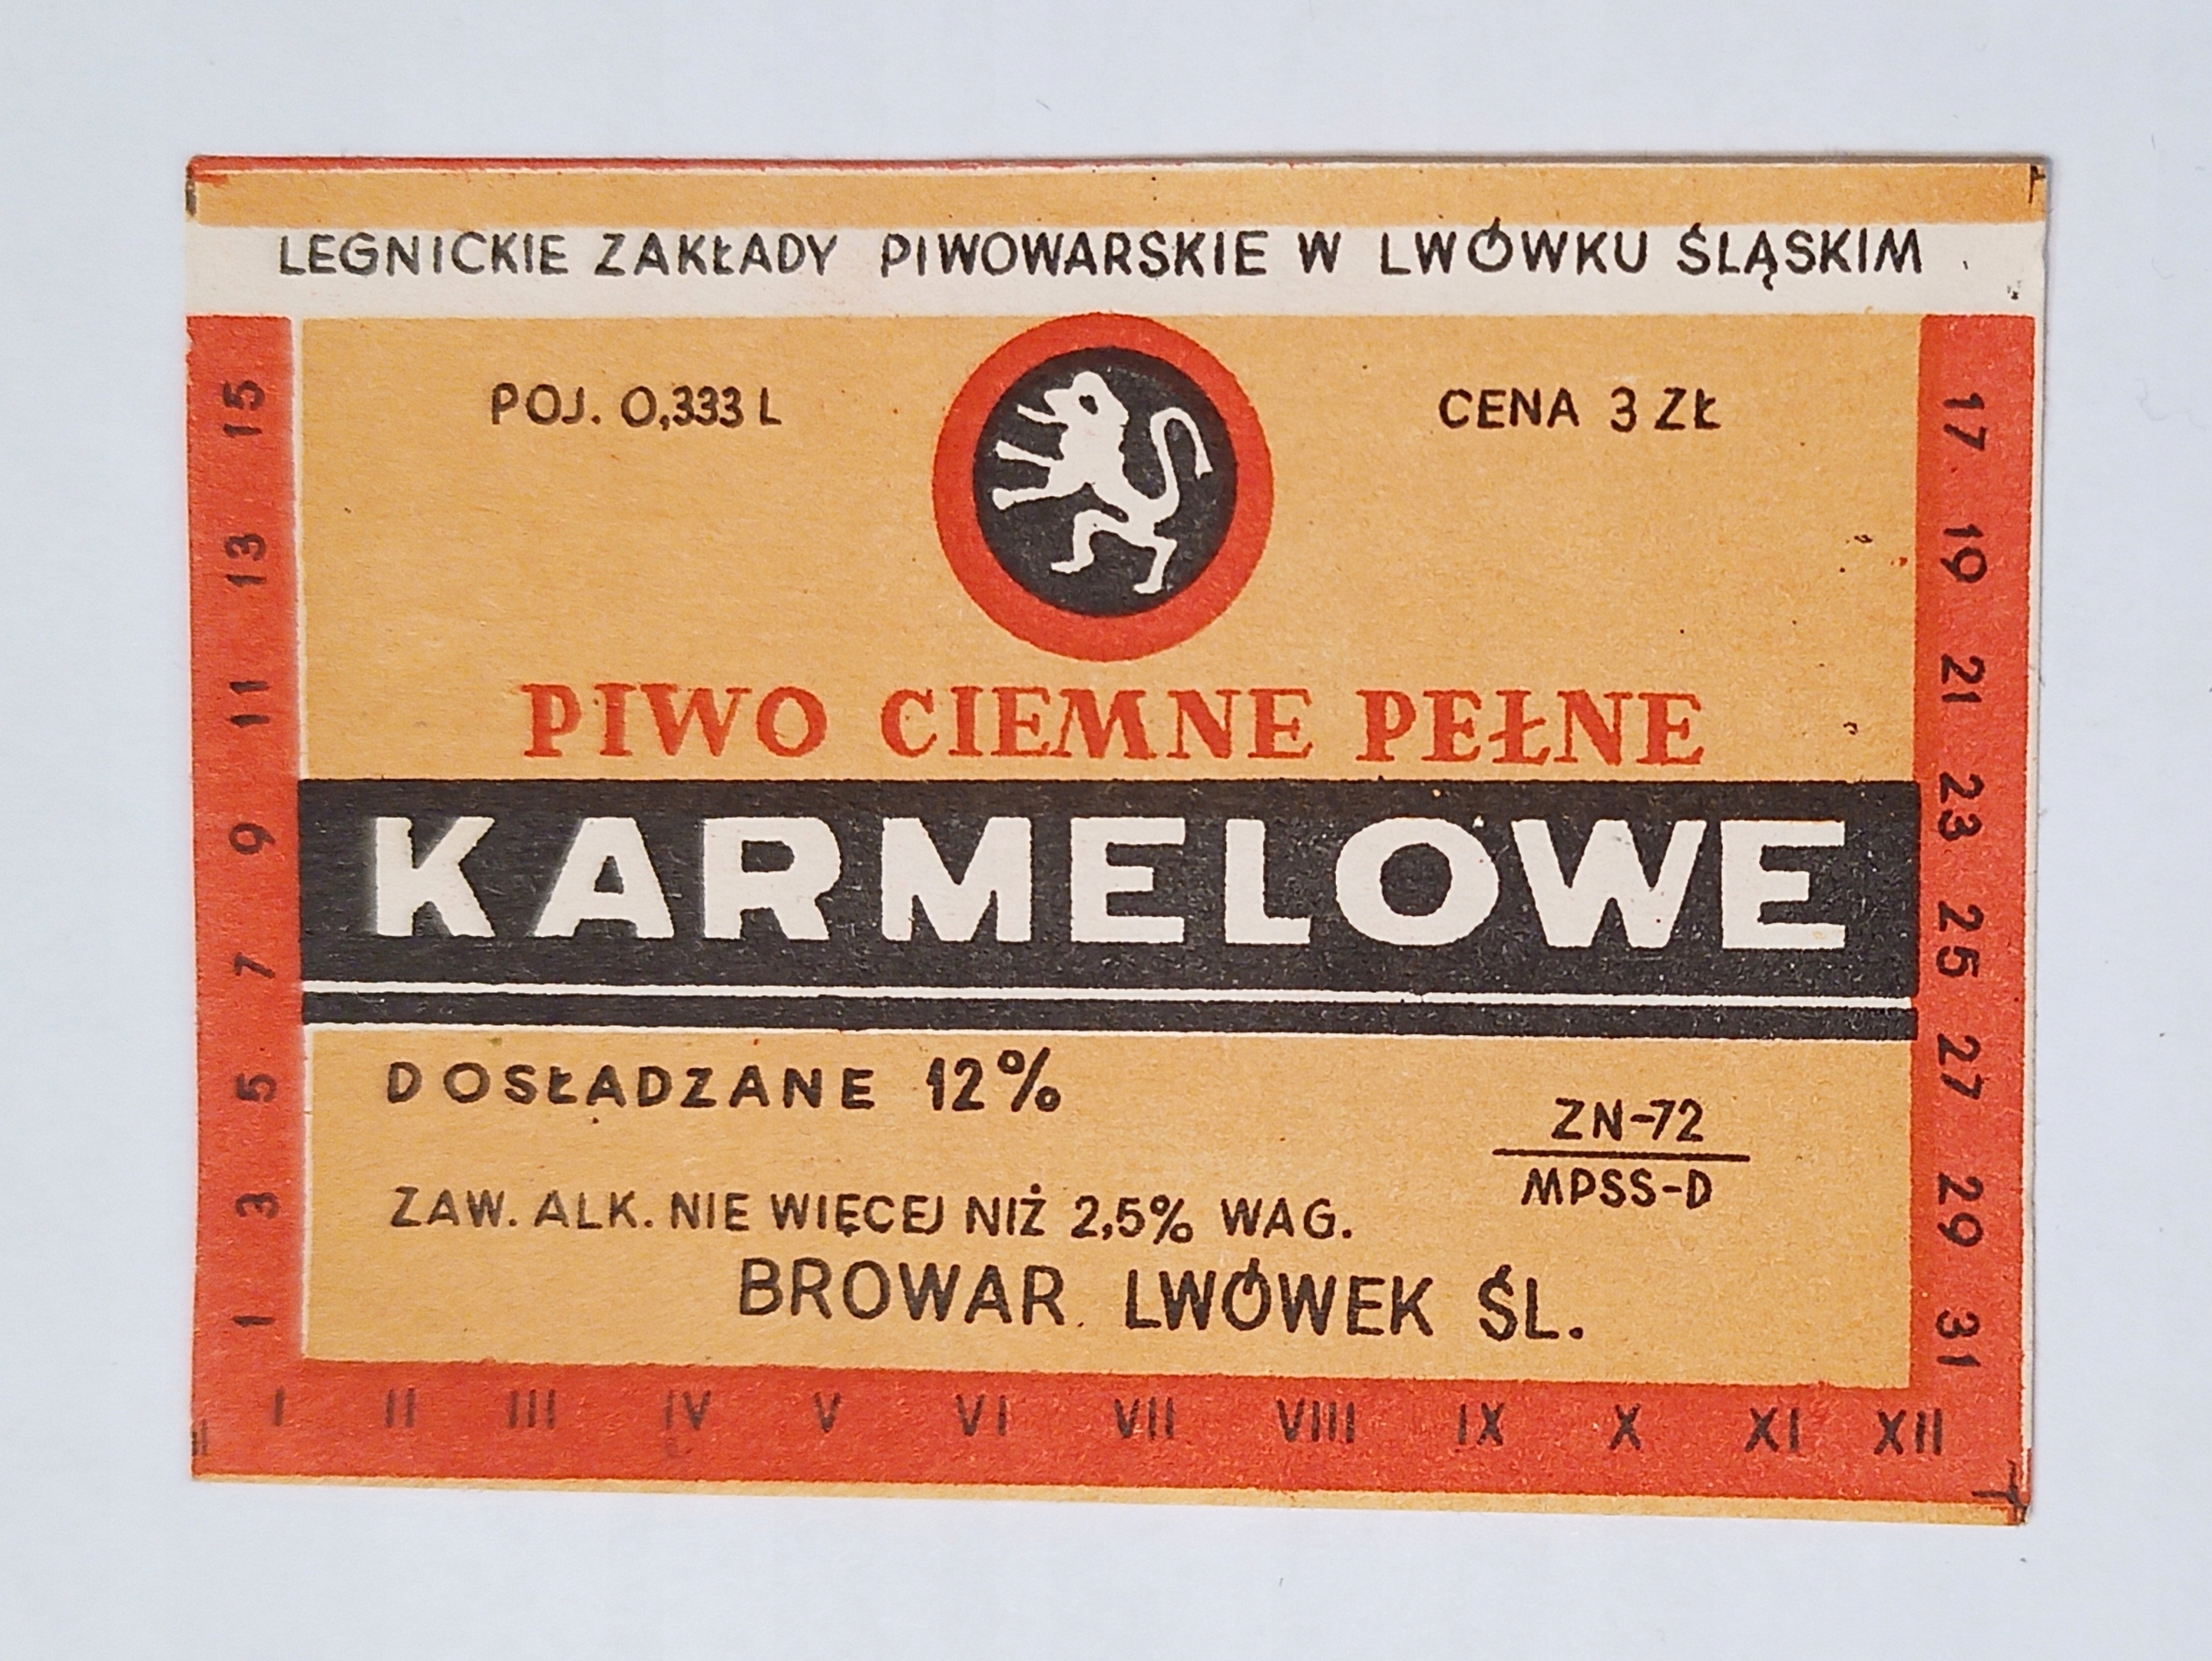 LEGNICKIE ZAKŁADY PIWOWARSKIE W LWÓWKU ŚLĄSKIM
POJ. 0,333 L
CENA 3 ZŁ
PIWO CIEMNE PEŁNE
KARMELOWE
DOSŁADZANE 12%
ZN-72
MPSS-D
ZAW. ALK. NIE WIĘCEJ NIŻ 2,5% WAG.
BROWAR LWÓWEK ŚL.
1 3 5 7 9 11 13 15
17 19 21 23 25 27 29 31
I II III IV V VI VII VIII IX X XI XII